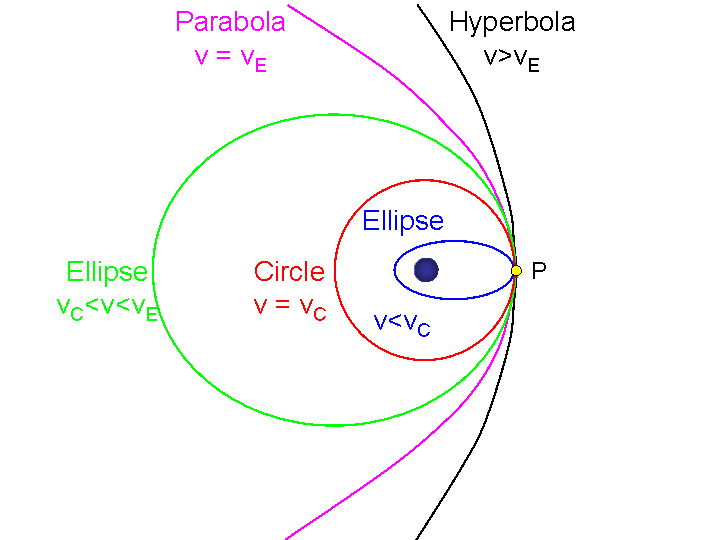 Parabola
v = vE
Hyperbola
v>vE
Ellipse
Ellipse
vC<v<vE
Circle
v = vC
P
v<vC